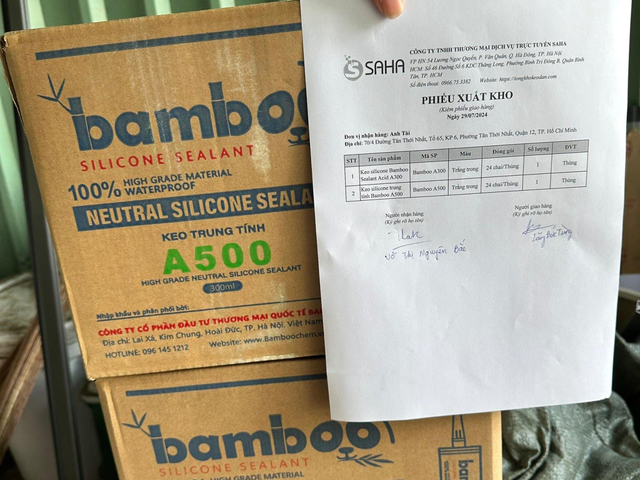 bamboo
SILICONE SEALANT
100% HIGH GRADE MATERIAL
WATERPROOF
NEUTRAL SILICONE SEALA
KEO TRUNG TÍNH
A500
HIGH GRADE NEUTRAL SILICONE SEALANT
300ml
Nhập khẩu và phân phối bởi:
CÔNG TY CỔ PHẦN ĐẦU TƯ THƯƠNG MẠI QUỐC TẾ BA
Địa chỉ: Lai Xá, Kim Chung, Hoài Đức, TP. Hà Nội, Việt Nam
HOTLINE: 096 145 1212 Website: www.Bamboochem.vn
bamboo
SILICONE SEALANT
HIGH GRADE MATERIAL
SAHA
CÔNG TY TNHH THƯƠNG MẠI DỊCH VỤ TRỰC TUYẾN SAHA
VP HN 54 Lương Ngọc Quyến, P. Văn Quán, Q. Hà Đông, TP. Hà Nội
HCM: Số 46 Đường Số 6 KDC Thăng Long, Phường Bình Trị Đông B, Quận Bình
Tân, TP. HCM
Số điện thoại: 0966.75.3382 Website: https://tongkhokeodan.com
PHIẾU XUẤT KHO
(Kiêm phiếu giao hàng)
Ngày 29/07/2024
Đơn vị nhận hàng: Anh Tài
Địa chỉ: 70/4 Đường Tân Thới Nhất, Tổ 65, KP 6, Phường Tân Thới Nhất, Quận 12, TP. Hồ Chí Minh
STT Tên sản phẩm Mã SP Màu Đóng gói Số lượng ĐVT
1 Keo silicone Bamboo Sealant Acid A300 Bamboo A300 Trắng trong 24 chai/Thùng 1 Thùng
2 Keo silicone trung tính Bamboo A500 Bamboo A500 Trắng trong 24 chai/Thùng 1 Thùng
Người nhận hàng
(Ký ghi rõ họ tên)
Võ Thị Nguyên Bắc
Người giao hàng
(Ký ghi rõ họ tên)